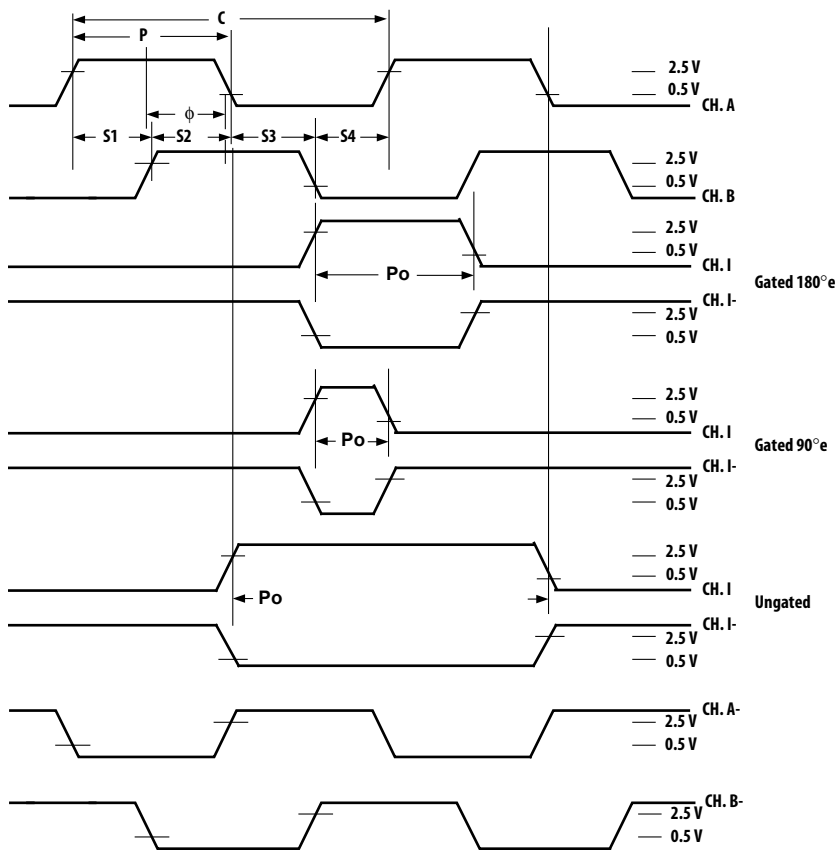 C
P
2.5 V
0.5 V
CH. A
ϕ
S1 S2 S3 S4
2.5 V
0.5 V
CH. B
2.5 V
0.5 V
CH. I
Po
Gated 180°e
CH. I-
2.5 V
0.5 V
2.5 V
0.5 V
CH. I
Po
Gated 90°e
CH. I-
2.5 V
0.5 V
2.5 V
0.5 V
CH. I
Po
Ungated
CH. I-
2.5 V
0.5 V
CH. A-
2.5 V
0.5 V
CH. B-
2.5 V
0.5 V